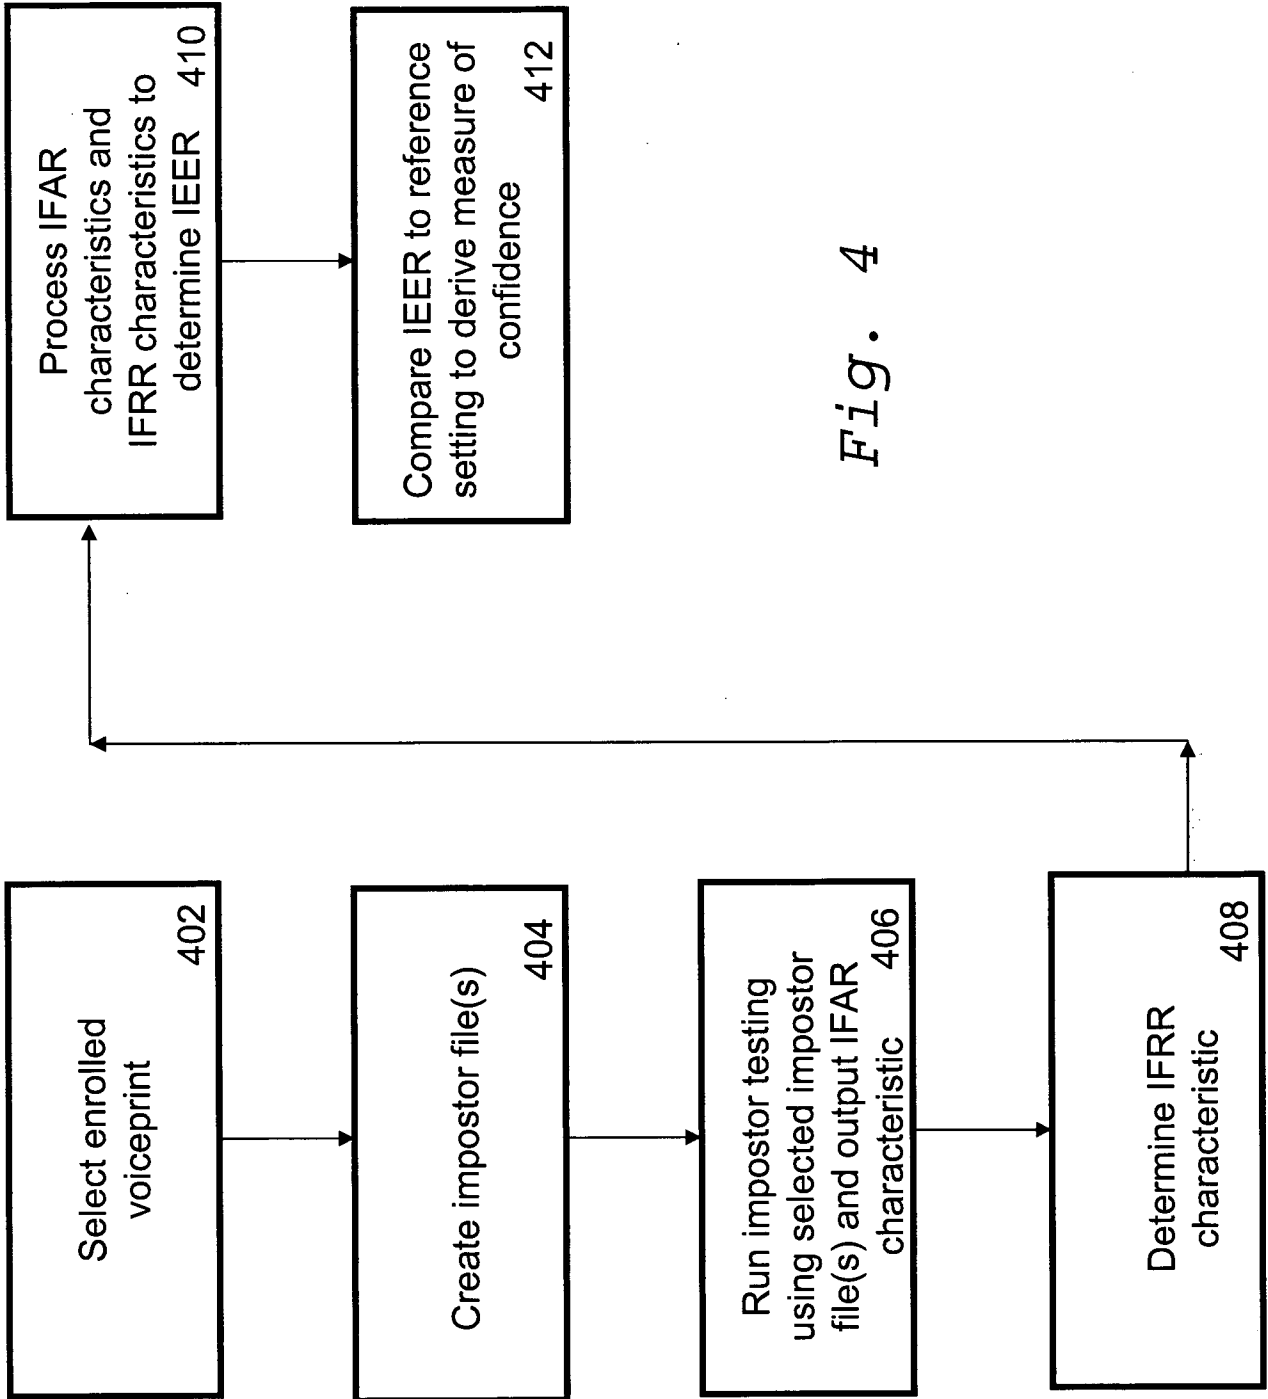 Select enrolled
voiceprint
402
Create impostor file(s)
404
Run impostor testing
using selected impostor
file(s) and output IFAR
characteristic 406
Determine IFRR
characteristic
408
Process IFAR
characteristics and
IFRR characteristics to
determine IEER 410
Compare IEER to reference
setting to derive measure of
confidence
412
Fig. 4